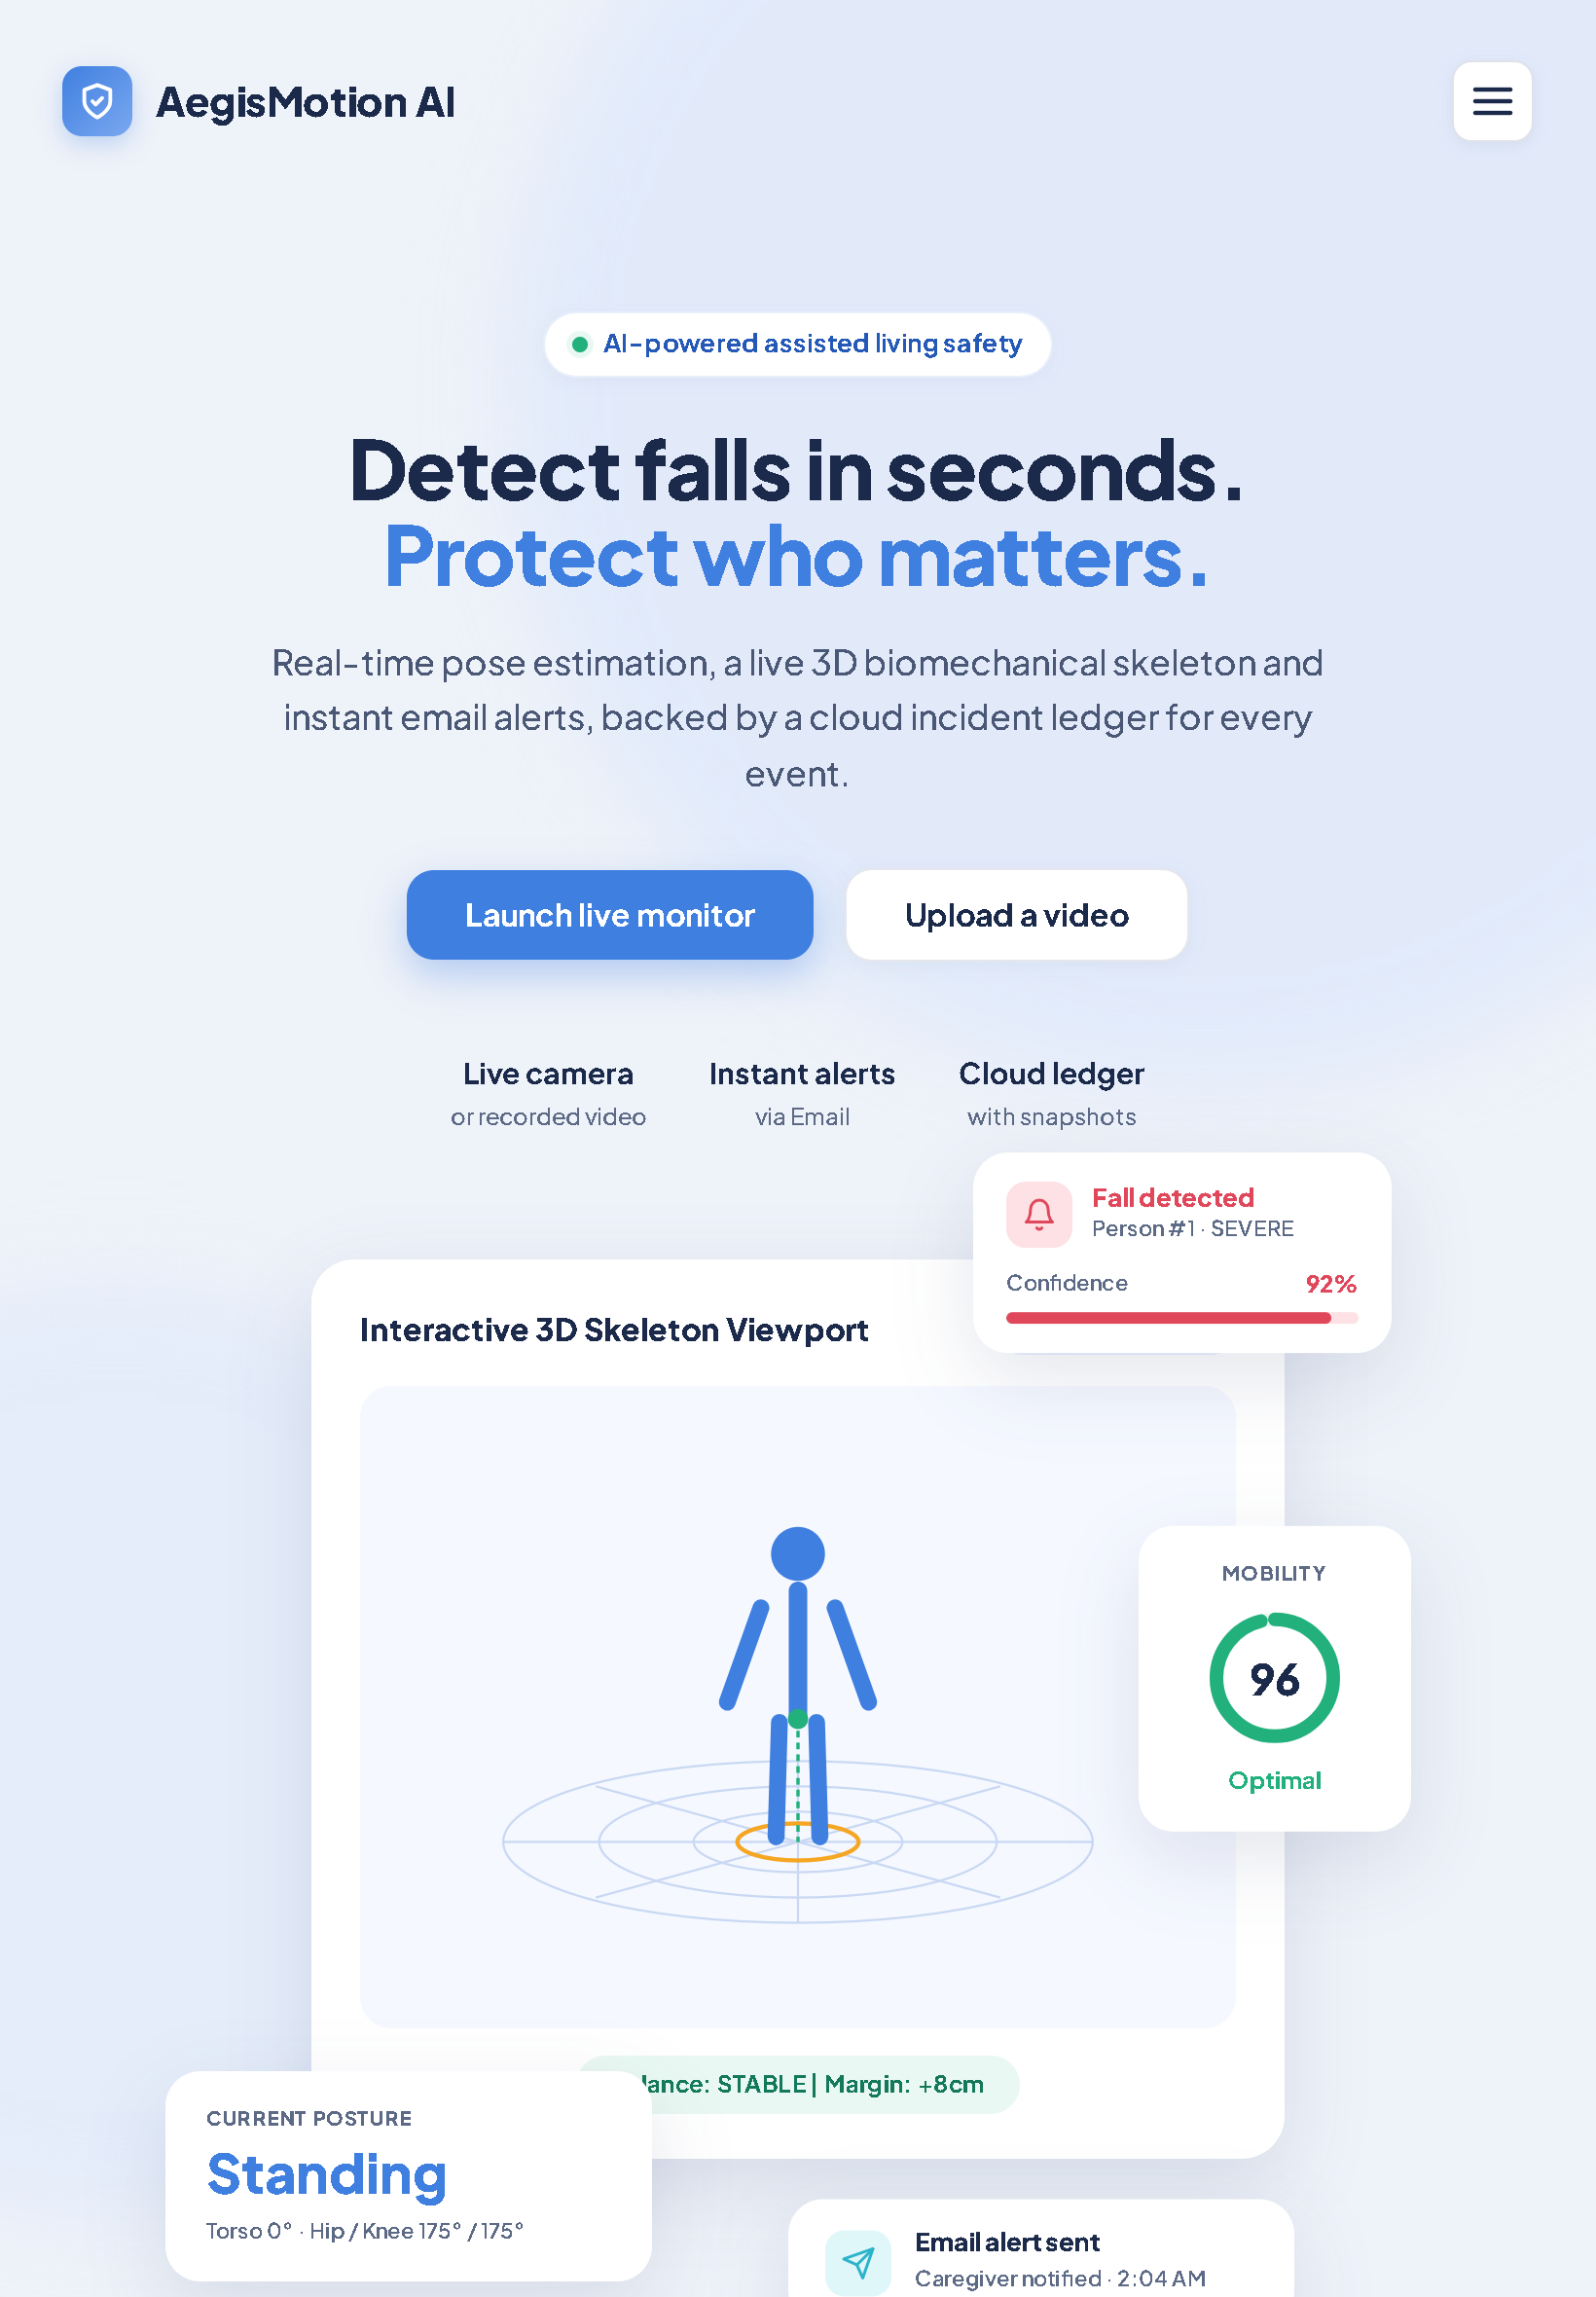 AegisMotion AI
AI-powered assisted living safety
Detect falls in seconds.
Protect who matters.
Real-time pose estimation, a live 3D biomechanical skeleton and
instant email alerts, backed by a cloud incident ledger for every
event.
Launch live monitor
Upload a video
Live camera
or recorded video
Instant alerts
via Email
Cloud ledger
with snapshots
Fall detected
Person #1 · SEVERE
Confidence 92%
Interactive 3D Skeleton Viewport
MOBILITY
96
Optimal
lance: STABLE | Margin: +8cm
CURRENT POSTURE
Standing
Torso 0° · Hip / Knee 175° / 175°
Email alert sent
Caregiver notified · 2:04 AM